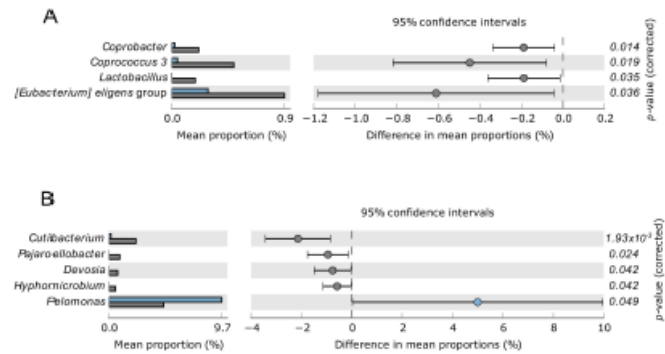 A
95% confidence intervals
Coprobacter 0.014
Coprococcus 3 0.019
Lactobacillus 0.035
[Eubacterium] eligens group 0.036
p-value (corrected)
0.0 0.9 −1.2 −1.0 −0.8 −0.6 −0.4 −0.2 0.0 0.2
Mean proportion (%) Difference in mean proportions (%)
B
95% confidence intervals
Cutibacterium
Pajaroellobacter 0.024
Devosia 0.042
Hyphomicrobium 0.042
Pelomonas 0.049
p-value (corrected)
0.0 9.7 −4 −2 0 2 4 6 8 10
Mean proportion (%) Difference in mean proportions (%)